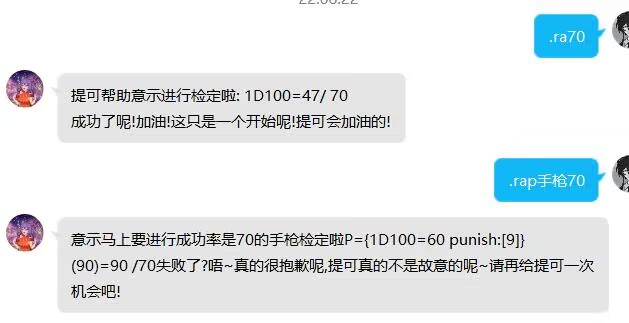 .ra70
提可帮助意示进行检定啦: 1D100=47/ 70
成功了呢!加油!这只是一个开始呢!提可会加油的!
.rap手枪70
意示马上要进行成功率是70的手枪检定啦P={1D100=60 punish:[9]}
(90)=90 /70失败了?唔~真的很抱歉呢,提可真的不是故意的呢~请再给提可一次
机会吧!